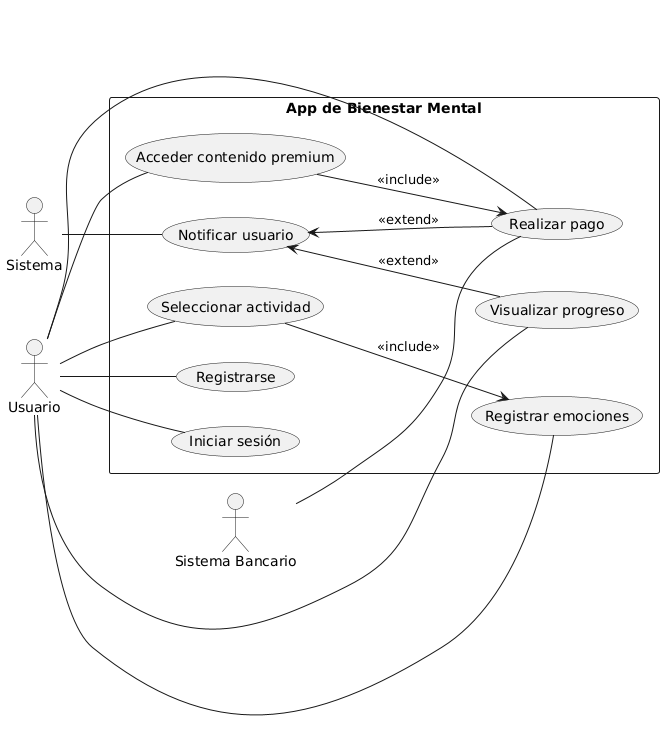 App de Bienestar Mental
Acceder contenido premium
«include»
Realizar pago
«extend»
Notificar usuario
Sistema
«extend»
Seleccionar actividad
Visualizar progreso
«include»
Registrarse
Usuario
Registrar emociones
Iniciar sesión
Sistema Bancario